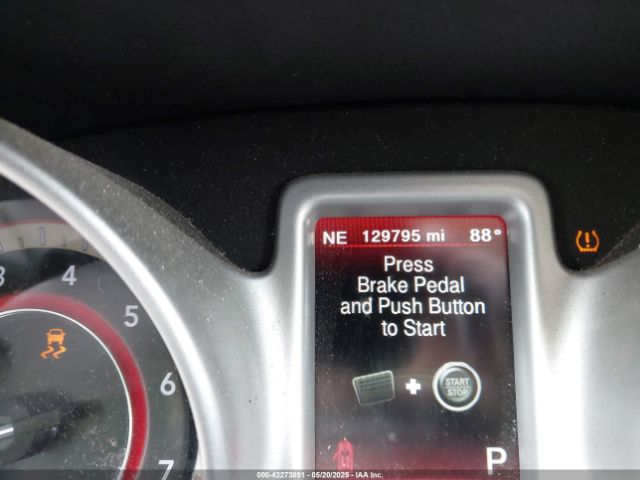 NE 129795 mi 88°
Press
Brake Pedal
and Push Button
to Start
START
STOP
P
3 4 5 6 7
000-42273891 - 05/20/2025 - IAA Inc.